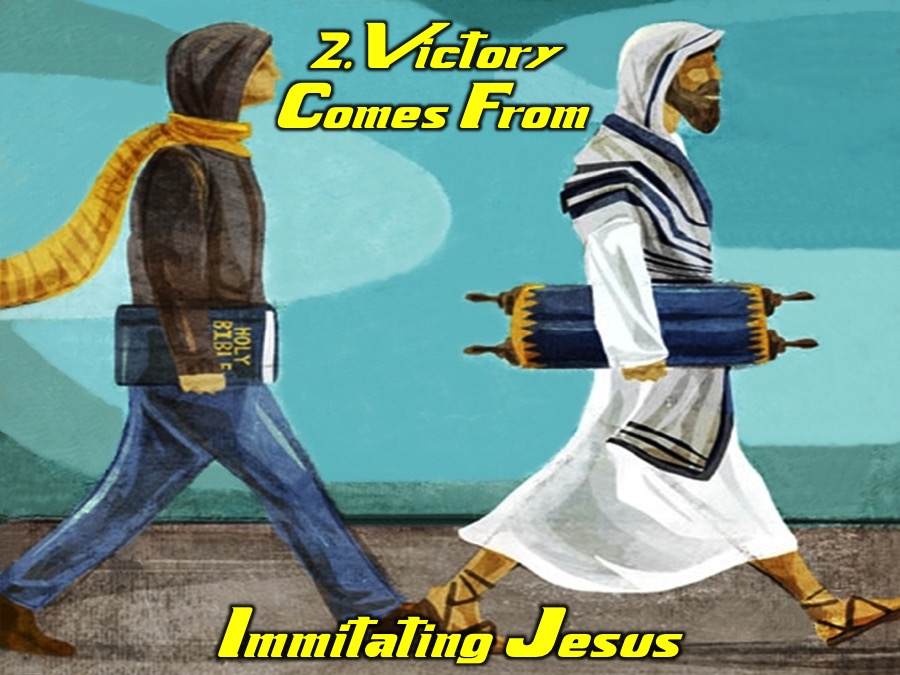 2. Victory
Comes From
HOLY
BIBLE
Immitating Jesus